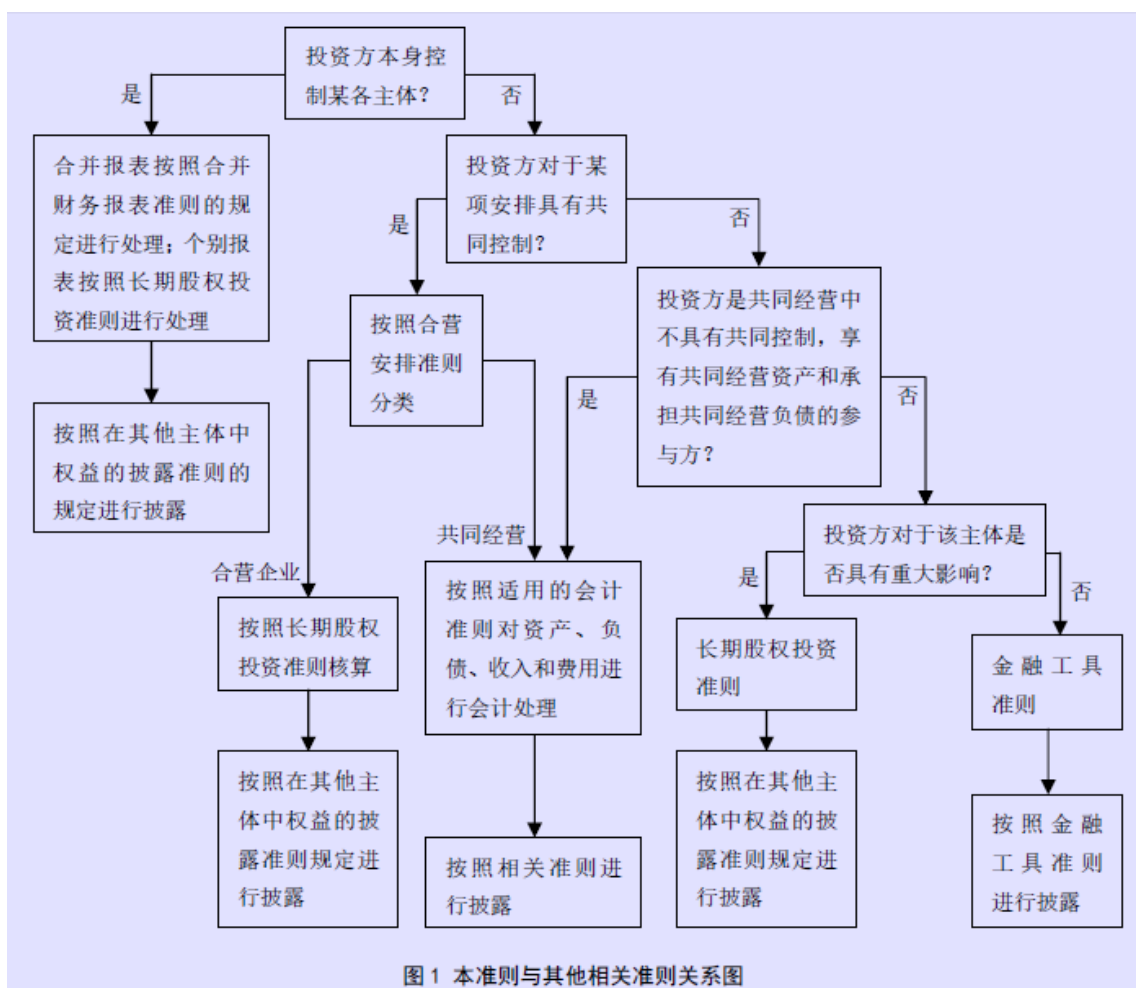 投资方本身控
制某各主体？
是
否
合并报表按照合并
财务报表准则的规
定进行处理；个别报
表按照长期股权投
资准则进行处理
投资方对于某
项安排具有共
同控制？
是
否
按照在其他主体中
权益的披露准则的
规定进行披露
按照合营
安排准则
分类
投资方是共同经营中
不具有共同控制，享
有共同经营资产和承
担共同经营负债的参
与方？
是
否
合营企业
共同经营
按照长期股权
投资准则核算
按照适用的会计
准则对资产、负
债、收入和费用进
行会计处理
投资方对于该主体是
否具有重大影响？
是
否
长期股权投资
准则
金融工具
准则
按照在其他主
体中权益的披
露准则规定进
行披露
按照相关准则进
行披露
按照在其他主
体中权益的披
露准则规定进
行披露
按照金融
工具准则
进行披露
图 1 本准则与其他相关准则关系图